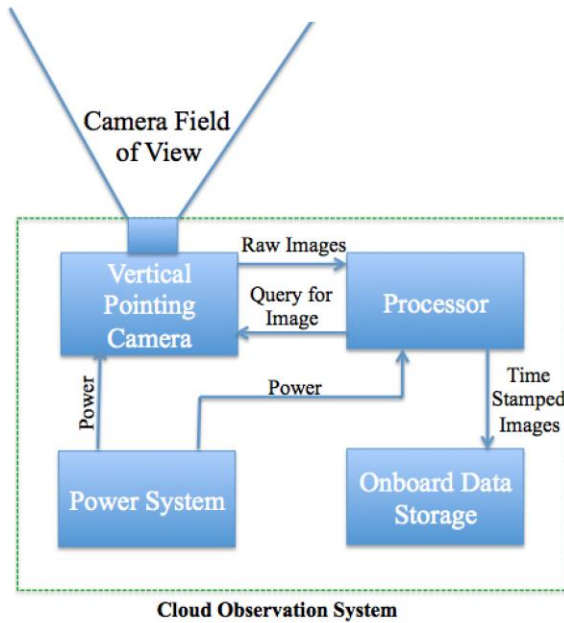 Camera Field
of View
Raw Images
Vertical
Pointing
Camera
Query for
Image
Processor
Power
Power
Time
Stamped
Images
Power System
Onboard Data
Storage
Cloud Observation System